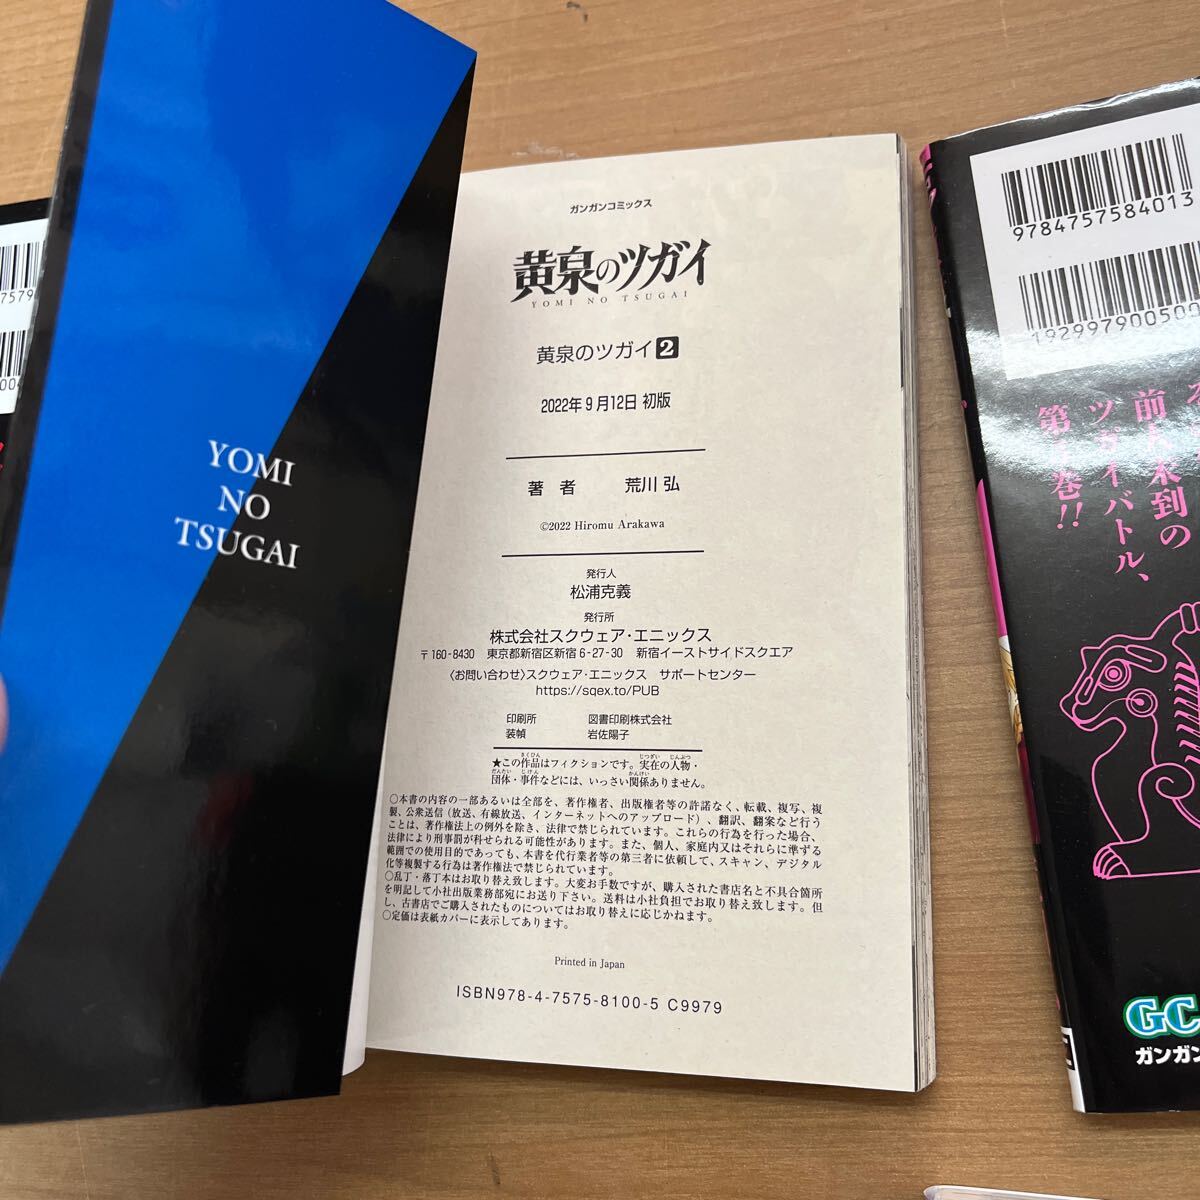 YOMI
NO
TSUGAI
ガンガンコミックス
黄泉のツガイ
YOMI NO TSUGAI
黄泉のツガイ2
2022年9月12日 初版
著 者 荒川 弘
©2022 Hiromu Arakawa
発行人
松浦克義
発行所
株式会社スクウェア・エニックス
〒160-8430 東京都新宿区新宿6-27-30 新宿イーストサイドスクエア
〈お問い合わせ〉スクウェア・エニックス サポートセンター
https://sqex.to/PUB
印刷所 図書印刷株式会社
装幀 岩佐陽子
★この作品はフィクションです。実在の人物・
団体・事件などには、いっさい関係ありません。
○本書の内容の一部あるいは全部を、著作権者、出版権者等の許諾なく、転載、複写、複
製、公衆送信(放送、有線放送、インターネットへのアップロード)、翻訳、翻案など行う
ことは、著作権法上の例外を除き、法律で禁じられています。これらの行為を行った場合、
法律により刑事罰が科せられる可能性があります。また、個人、家庭内又はそれらに準ずる
範囲での使用目的であっても、本書を代行業者等の第三者に依頼して、スキャン、デジタル
化等複製する行為は著作権法で禁じられています。
○乱丁・落丁本はお取り替え致します。大変お手数ですが、購入された書店名と不具合箇所
を明記して小社出版業務部宛にお送り下さい。送料は小社負担でお取り替え致します。但
し、古書店でご購入されたものについてはお取り替えに応じかねます。
○定価は表紙カバーに表示してあります。
Printed in Japan
ISBN978-4-7575-8100-5 C9979
9784757584013
192997900500
前人未到の
ツガイバトル、
巻!!
GC
ガンガン